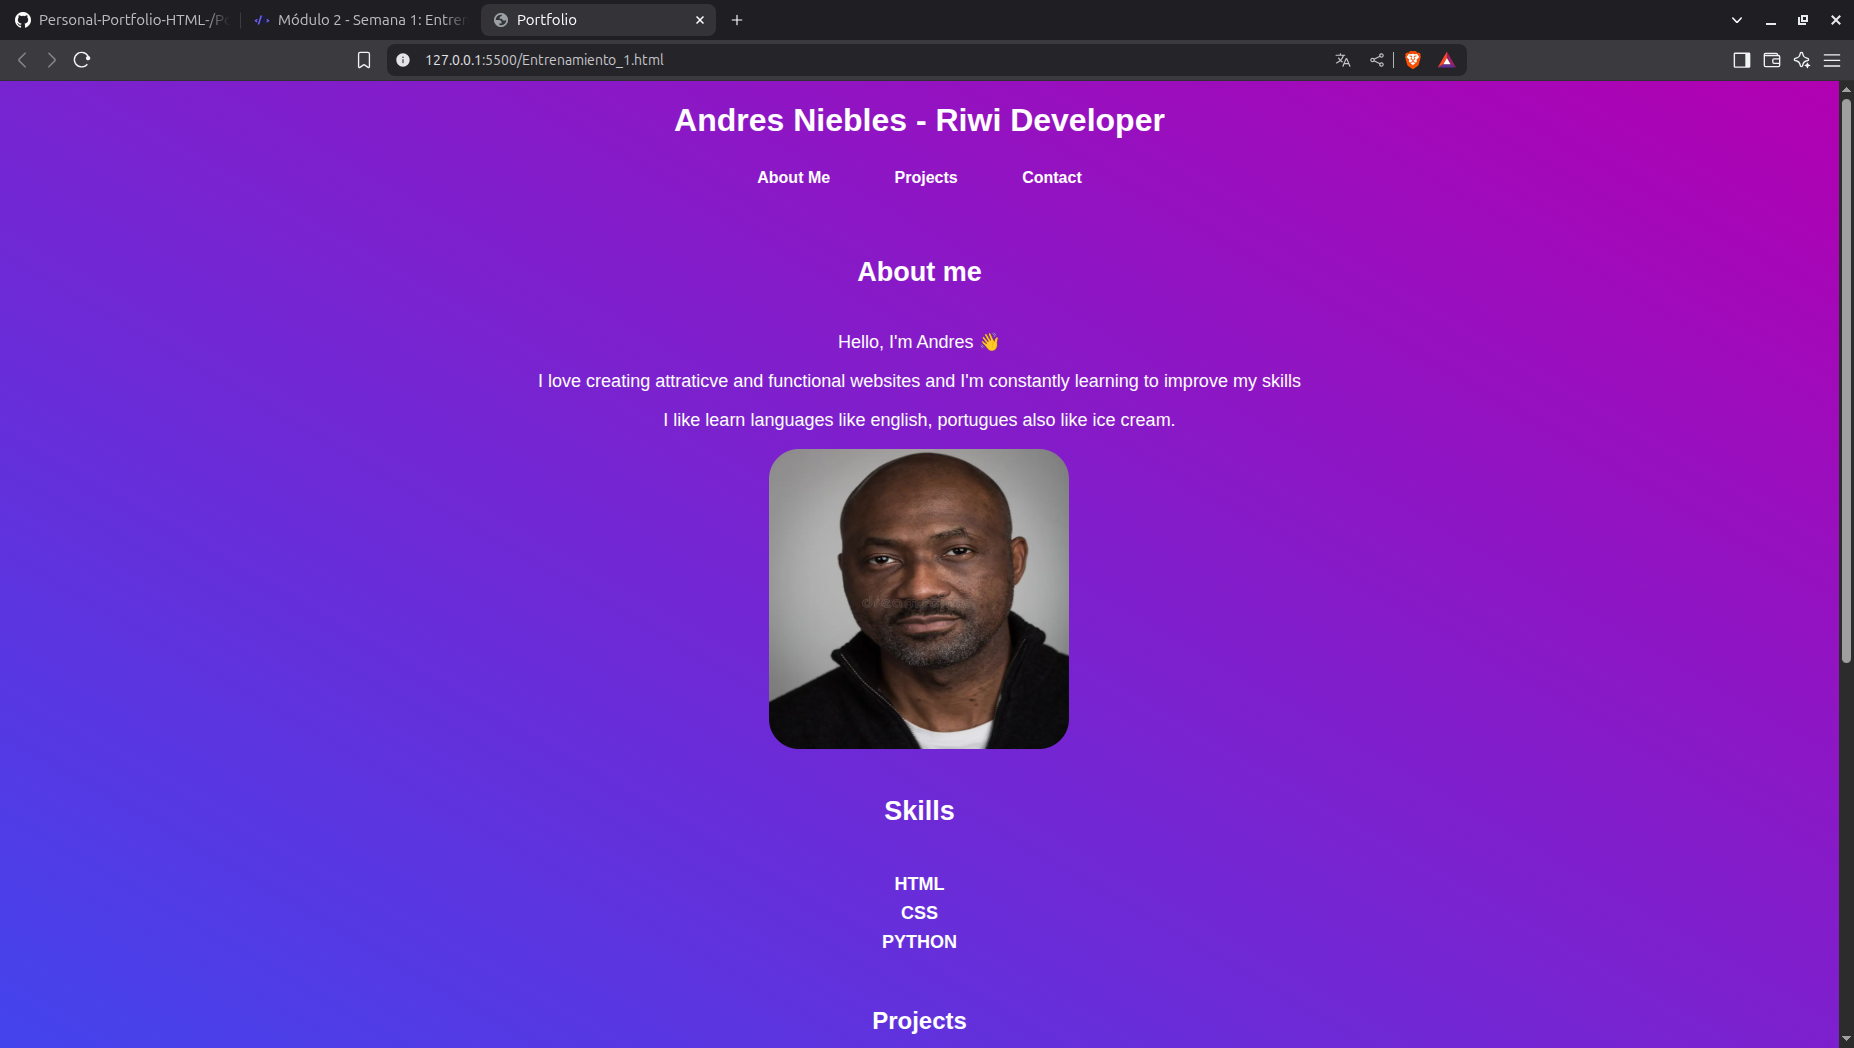 Personal-Portfolio-HTML-/Po
Módulo 2 - Semana 1: Entren
Portfolio
127.0.0.1:5500/Entrenamiento_1.html
Andres Niebles - Riwi Developer
About Me Projects Contact
About me
Hello, I'm Andres 👋
I love creating attraticve and functional websites and I'm constantly learning to improve my skills
I like learn languages like english, portugues also like ice cream.
Skills
HTML
CSS
PYTHON
Projects